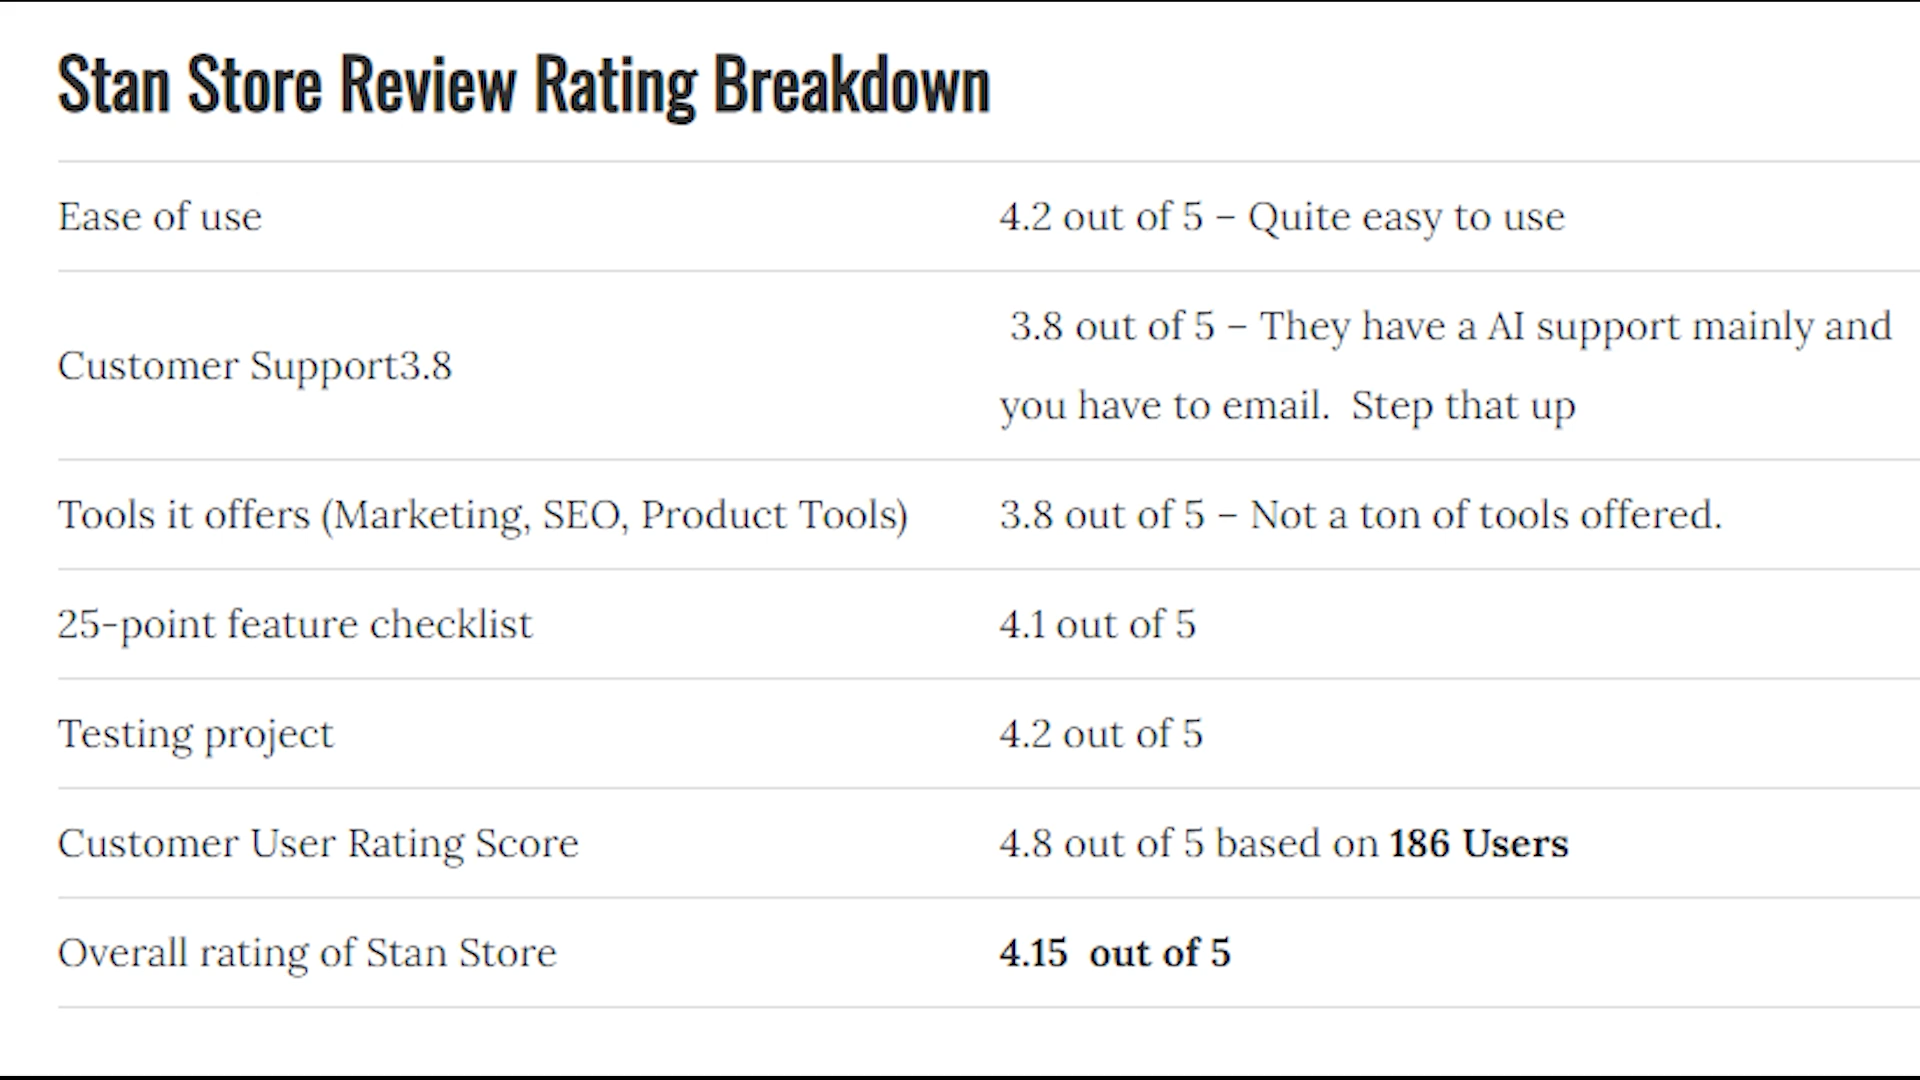 Stan Store Review Rating Breakdown
Ease of use
4.2 out of 5 – Quite easy to use
Customer Support3.8
3.8 out of 5 – They have a AI support mainly and
you have to email.  Step that up
Tools it offers (Marketing, SEO, Product Tools)
3.8 out of 5 – Not a ton of tools offered.
25-point feature checklist
4.1 out of 5
Testing project
4.2 out of 5
Customer User Rating Score
4.8 out of 5 based on 186 Users
Overall rating of Stan Store
4.15  out of 5